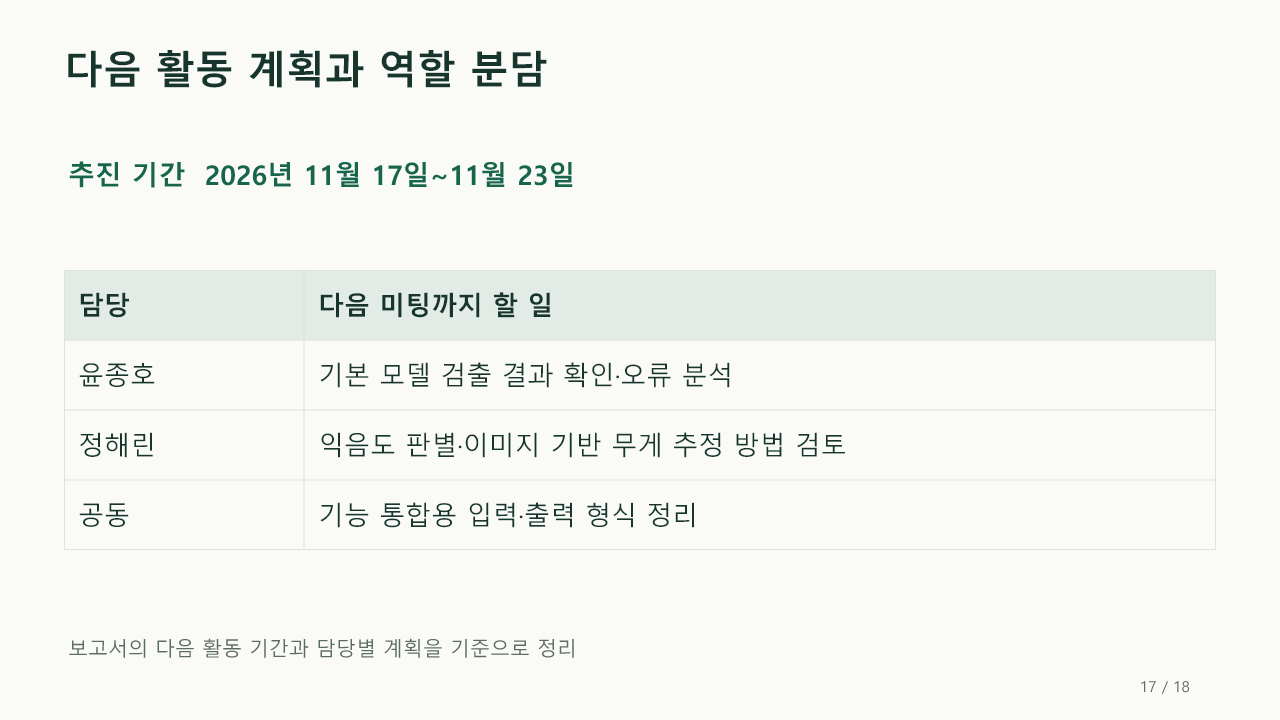 다음 활동 계획과 역할 분담
추진 기간 2026년 11월 17일~11월 23일
담당 다음 미팅까지 할 일
윤종호 기본 모델 검출 결과 확인·오류 분석
정해린 익음도 판별·이미지 기반 무게 추정 방법 검토
공동 기능 통합용 입력·출력 형식 정리
보고서의 다음 활동 기간과 담당별 계획을 기준으로 정리
17 / 18